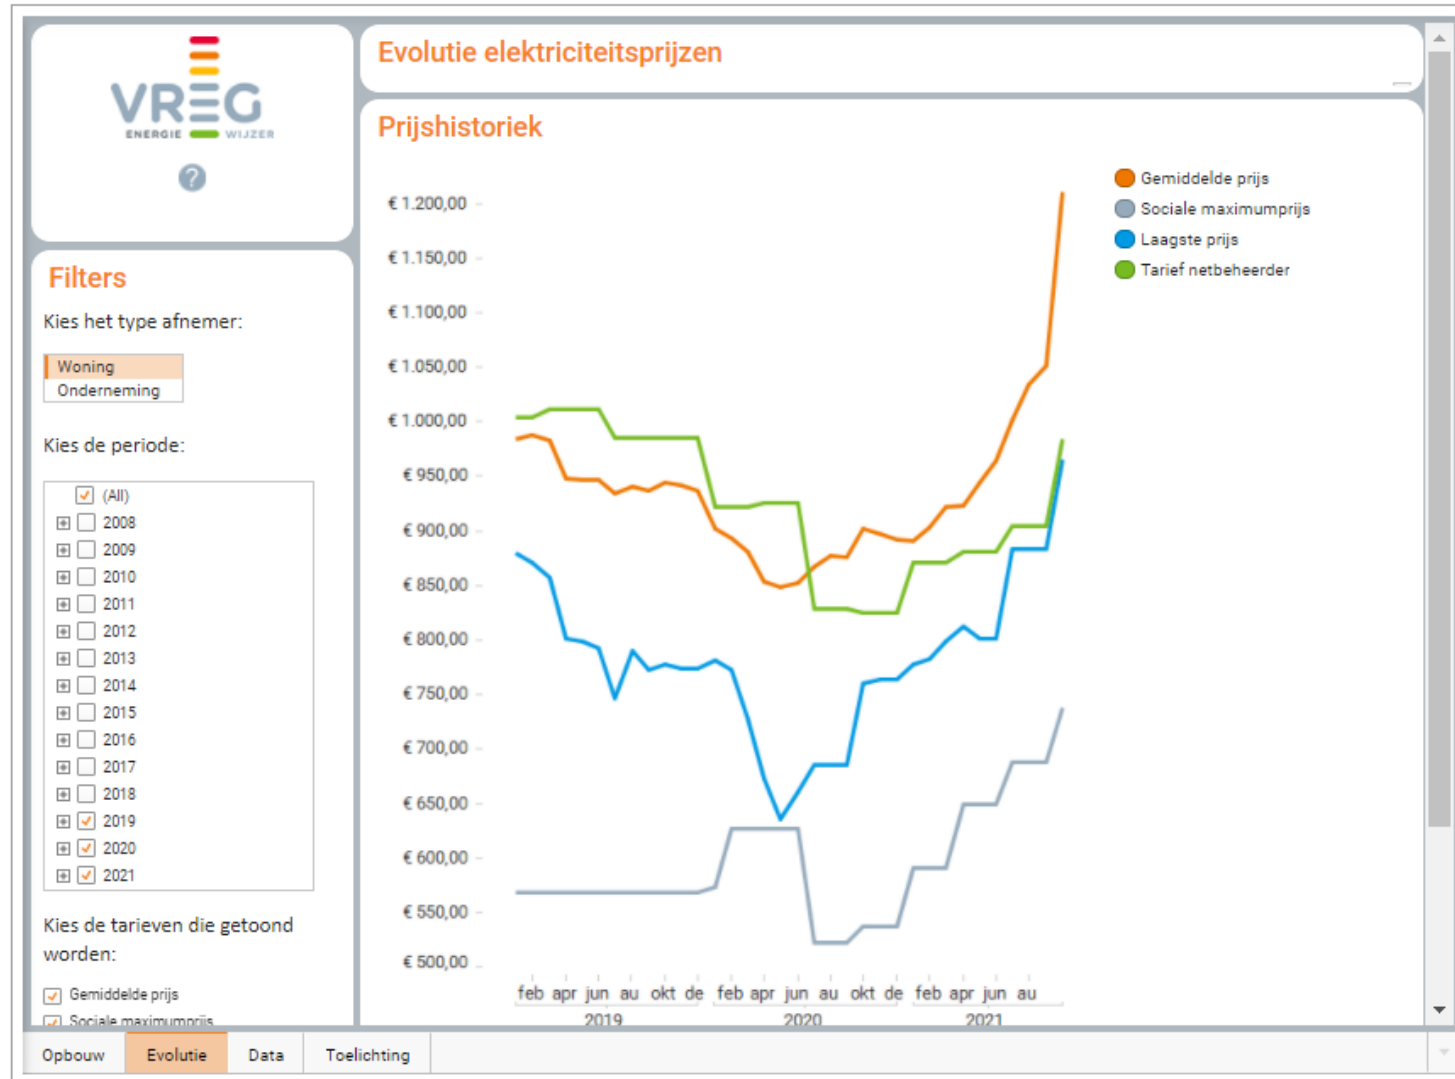 VREG
ENERGIE WIJZER
?
Filters
Kies het type afnemer:
Woning
Onderneming
Kies de periode:
(All)
2008
2009
2010
2011
2012
2013
2014
2015
2016
2017
2018
2019
2020
2021
Kies de tarieven die getoond
worden:
Gemiddelde prijs
Sociale maximumprijs
Evolutie elektriciteitsprijzen
Prijshistoriek
€ 1.200,00
€ 1.150,00
€ 1.100,00
€ 1.050,00
€ 1.000,00
€ 950,00
€ 900,00
€ 850,00
€ 800,00
€ 750,00
€ 700,00
€ 650,00
€ 600,00
€ 550,00
€ 500,00
feb apr jun au okt de feb apr jun au okt de feb apr jun au
2019 2020 2021
Gemiddelde prijs
Sociale maximumprijs
Laagste prijs
Tarief netbeheerder
Opbouw Evolutie Data Toelichting